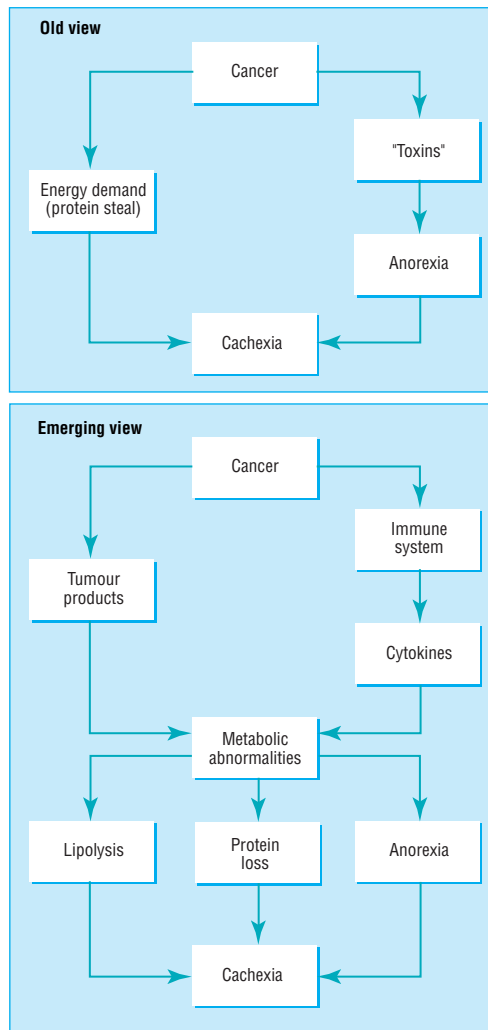 Old view
Cancer
"Toxins"
Energy demand
(protein steal)
Anorexia
Cachexia
Emerging view
Cancer
Immune
system
Tumour
products
Cytokines
Metabolic
abnormalities
Lipolysis
Protein
loss
Anorexia
Cachexia